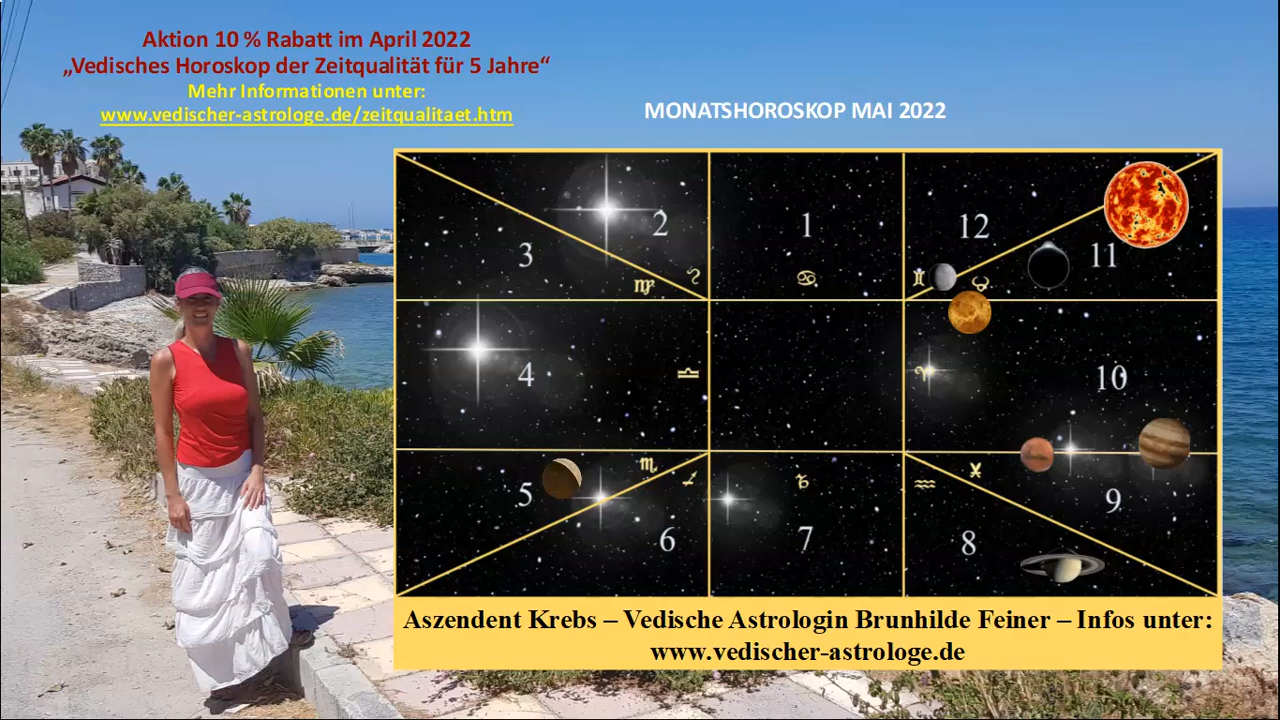 Aktion 10 % Rabatt im April 2022
„Vedisches Horoskop der Zeitqualität für 5 Jahre“
Mehr Informationen unter:
www.vedischer-astrologe.de/zeitqualitaet.htm
MONATSHOROSKOP MAI 2022
3 2 1 12 11
♍ ♌ ♋ ♊ ♉
4 ♎ ♈ 10
5 ♏ ♐ ♑ ♒ ♓ 9
6 7 8
Aszendent Krebs – Vedische Astrologin Brunhilde Feiner – Infos unter:
www.vedischer-astrologe.de